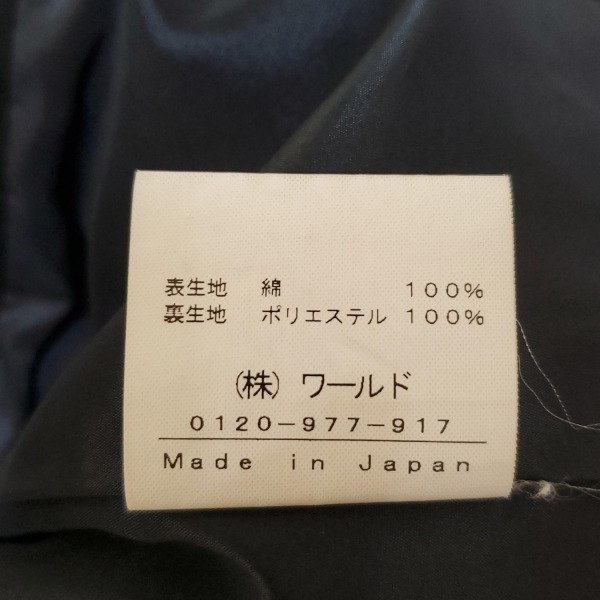 表生地 綿 100%
裏生地 ポリエステル 100%
(株) ワールド
0120-977-917
Made in Japan